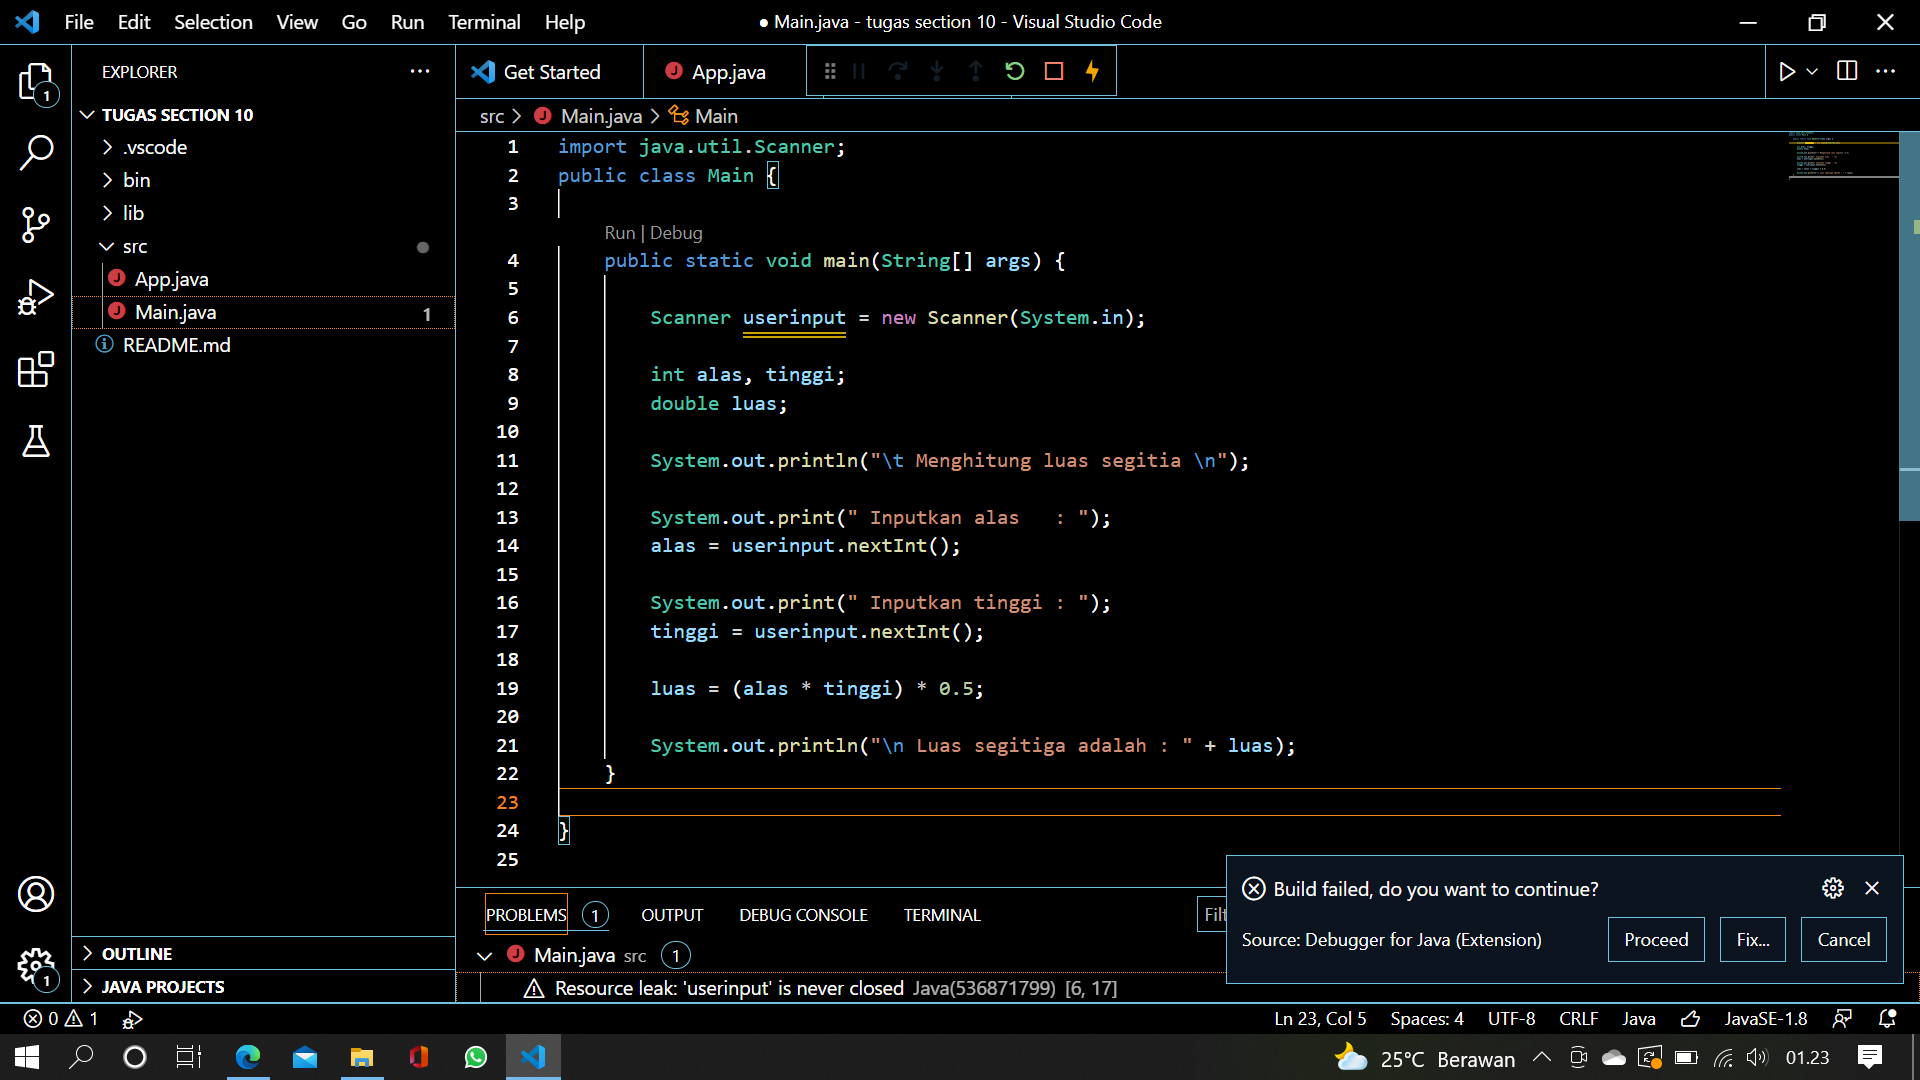 File Edit Selection View Go Run Terminal Help
● Main.java - tugas section 10 - Visual Studio Code
EXPLORER
TUGAS SECTION 10
.vscode
bin
lib
src
App.java
Main.java 1
README.md
OUTLINE
JAVA PROJECTS
1
1
Get Started
App.java
src > Main.java > Main
1 import java.util.Scanner;
2 public class Main {
3
Run | Debug
4 public static void main(String[] args) {
5
6 Scanner userinput = new Scanner(System.in);
7
8 int alas, tinggi;
9 double luas;
10
11 System.out.println("\t Menghitung luas segitia \n");
12
13 System.out.print(" Inputkan alas   : ");
14 alas = userinput.nextInt();
15
16 System.out.print(" Inputkan tinggi : ");
17 tinggi = userinput.nextInt();
18
19 luas = (alas * tinggi) * 0.5;
20
21 System.out.println("\n Luas segitiga adalah : " + luas);
22 }
23
24 }
25
PROBLEMS 1 OUTPUT DEBUG CONSOLE TERMINAL Filt
Main.java src 1
Resource leak: 'userinput' is never closed Java(536871799) [6, 17]
Build failed, do you want to continue?
Source: Debugger for Java (Extension) Proceed Fix... Cancel
0 1 Ln 23, Col 5 Spaces: 4 UTF-8 CRLF Java JavaSE-1.8
25°C Berawan 01.23